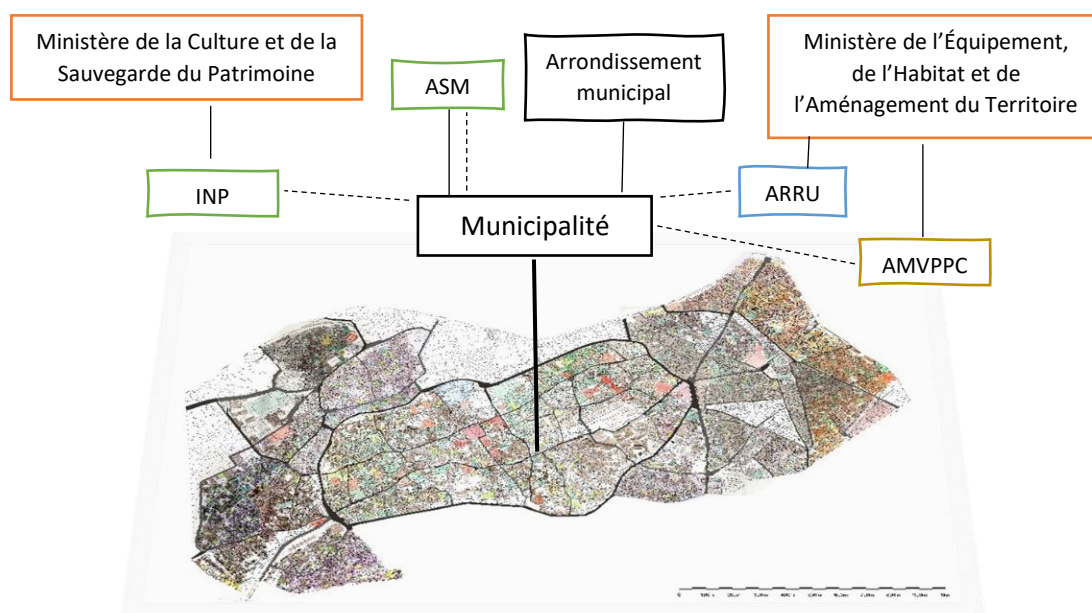 Ministère de la Culture et de la
Sauvegarde du Patrimoine
ASM
Arrondissement
municipal
Ministère de l’Équipement,
de l’Habitat et de
l’Aménagement du Territoire
INP
Municipalité
ARRU
AMVPPC